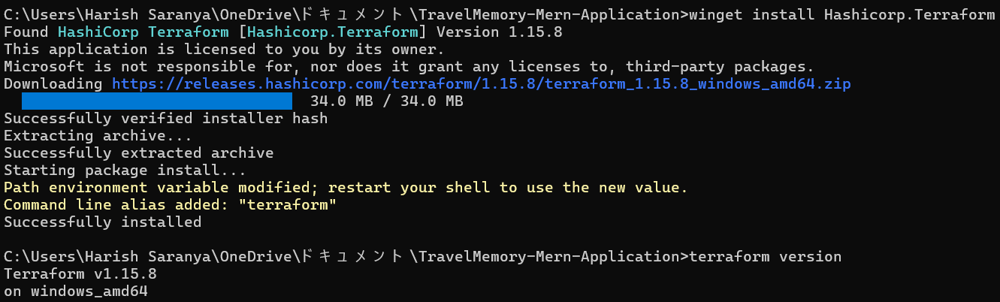 C:\Users\Harish Saranya\OneDrive\ドキュメント\TravelMemory-Mern-Application>winget install Hashicorp.Terraform
Found HashiCorp Terraform [Hashicorp.Terraform] Version 1.15.8
This application is licensed to you by its owner.
Microsoft is not responsible for, nor does it grant any licenses to, third-party packages.
Downloading https://releases.hashicorp.com/terraform/1.15.8/terraform_1.15.8_windows_amd64.zip
34.0 MB / 34.0 MB
Successfully verified installer hash
Extracting archive...
Successfully extracted archive
Starting package install...
Path environment variable modified; restart your shell to use the new value.
Command line alias added: "terraform"
Successfully installed
C:\Users\Harish Saranya\OneDrive\ドキュメント\TravelMemory-Mern-Application>terraform version
Terraform v1.15.8
on windows_amd64